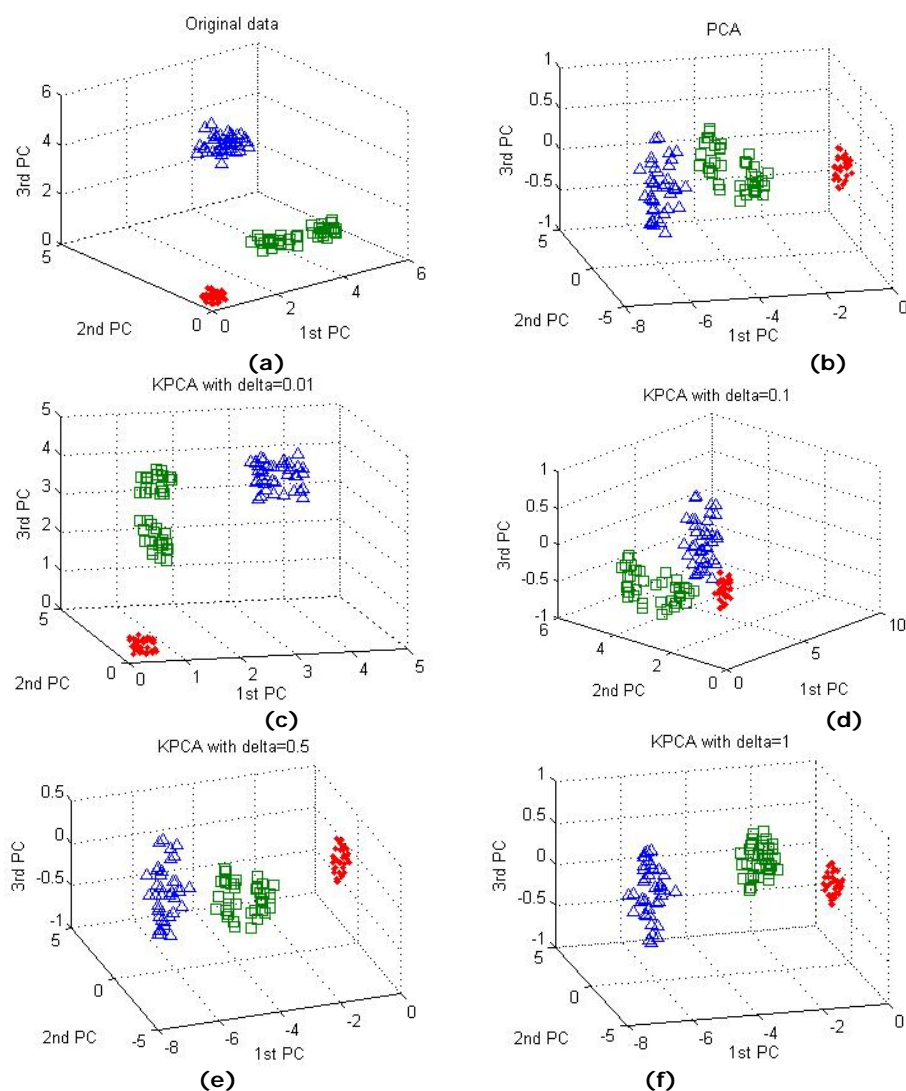 Original data
6
4
2
0
3rd PC
5
0
2nd PC
0
2
4
6
1st PC
(a)
PCA
1
0.5
0
-0.5
-1
3rd PC
5
0
-5
2nd PC
-8
-6
-4
-2
0
1st PC
(b)
KPCA with delta=0.01
5
4
3
2
1
0
3rd PC
5
0
2nd PC
0
1
2
3
4
5
1st PC
(c)
KPCA with delta=0.1
1
0.5
0
-0.5
-1
3rd PC
6
4
2
0
2nd PC
0
5
10
1st PC
(d)
KPCA with delta=0.5
0.5
0
-0.5
-1
3rd PC
5
0
-5
2nd PC
-8
-6
-4
-2
0
1st PC
(e)
KPCA with delta=1
1
0.5
0
-0.5
-1
3rd PC
5
0
-5
2nd PC
-8
-6
-4
-2
0
1st PC
(f)